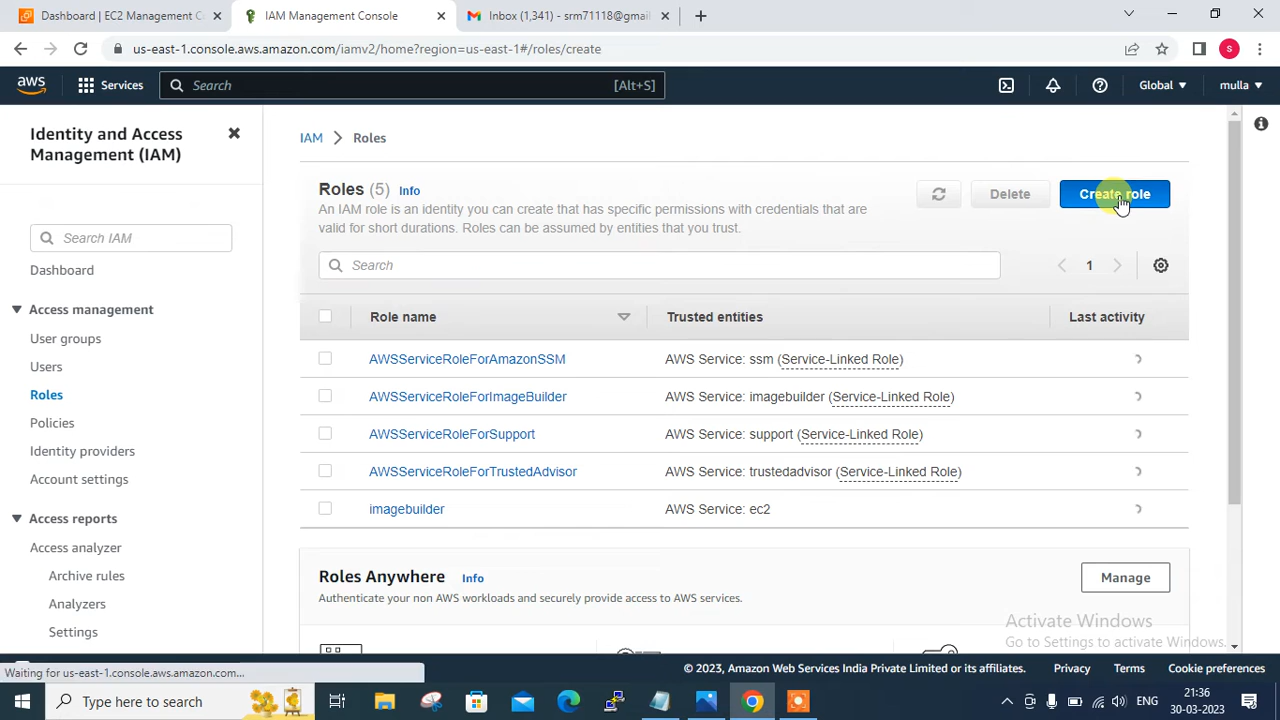 Dashboard | EC2 Management C
IAM Management Console
Inbox (1,341) - srm71118@gmail
us-east-1.console.aws.amazon.com/iamv2/home?region=us-east-1#/roles/create
S
aws
Services
Search
[Alt+S]
Global
mulla
Identity and Access
Management (IAM)
Search IAM
Dashboard
Access management
User groups
Users
Roles
Policies
Identity providers
Account settings
Access reports
Access analyzer
Archive rules
Analyzers
Settings
IAM > Roles
Roles (5) Info
An IAM role is an identity you can create that has specific permissions with credentials that are
valid for short durations. Roles can be assumed by entities that you trust.
Delete
Create role
Search
1
Role name
Trusted entities
Last activity
AWSServiceRoleForAmazonSSM
AWS Service: ssm (Service-Linked Role)
AWSServiceRoleForImageBuilder
AWS Service: imagebuilder (Service-Linked Role)
AWSServiceRoleForSupport
AWS Service: support (Service-Linked Role)
AWSServiceRoleForTrustedAdvisor
AWS Service: trustedadvisor (Service-Linked Role)
imagebuilder
AWS Service: ec2
Roles Anywhere Info
Authenticate your non AWS workloads and securely provide access to AWS services.
Manage
Activate Windows
Go to Settings to activate Windows.
Waiting for us-east-1.console.aws.amazon.com...
© 2023, Amazon Web Services India Private Limited or its affiliates.
Privacy
Terms
Cookie preferences
Type here to search
ENG
21:36
30-03-2023